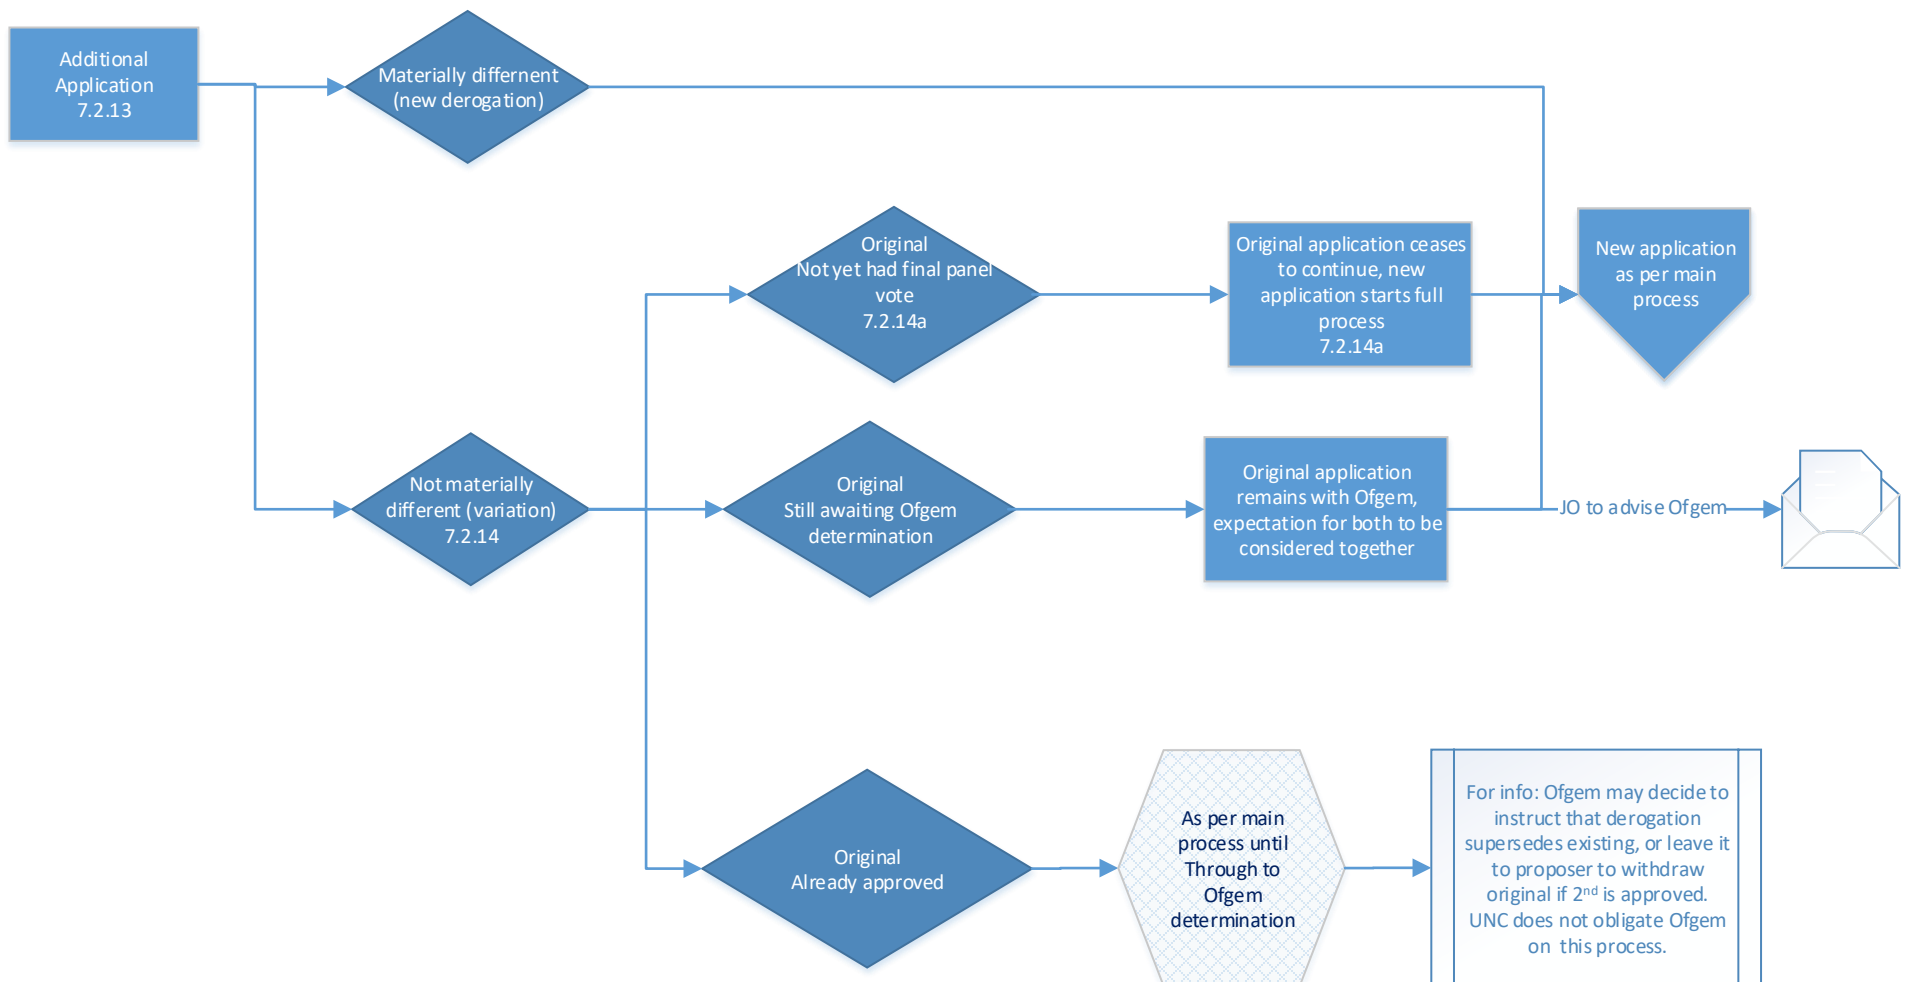 Additional
Application
7.2.13
Materially differnent
(new derogation)
Original
Not yet had final panel
vote
7.2.14a
Original application ceases
to continue, new
application starts full
process
7.2.14a
New application
as per main
process
Not materially
different (variation)
7.2.14
Original
Still awaiting Ofgem
determination
Original application
remains with Ofgem,
expectation for both to be
considered together
JO to advise Ofgem
Original
Already approved
As per main
process until
Through to
Ofgem
determination
For info: Ofgem may decide to
instruct that derogation
supersedes existing, or leave it
to proposer to withdraw
original if 2nd is approved.
UNC does not obligate Ofgem
on this process.